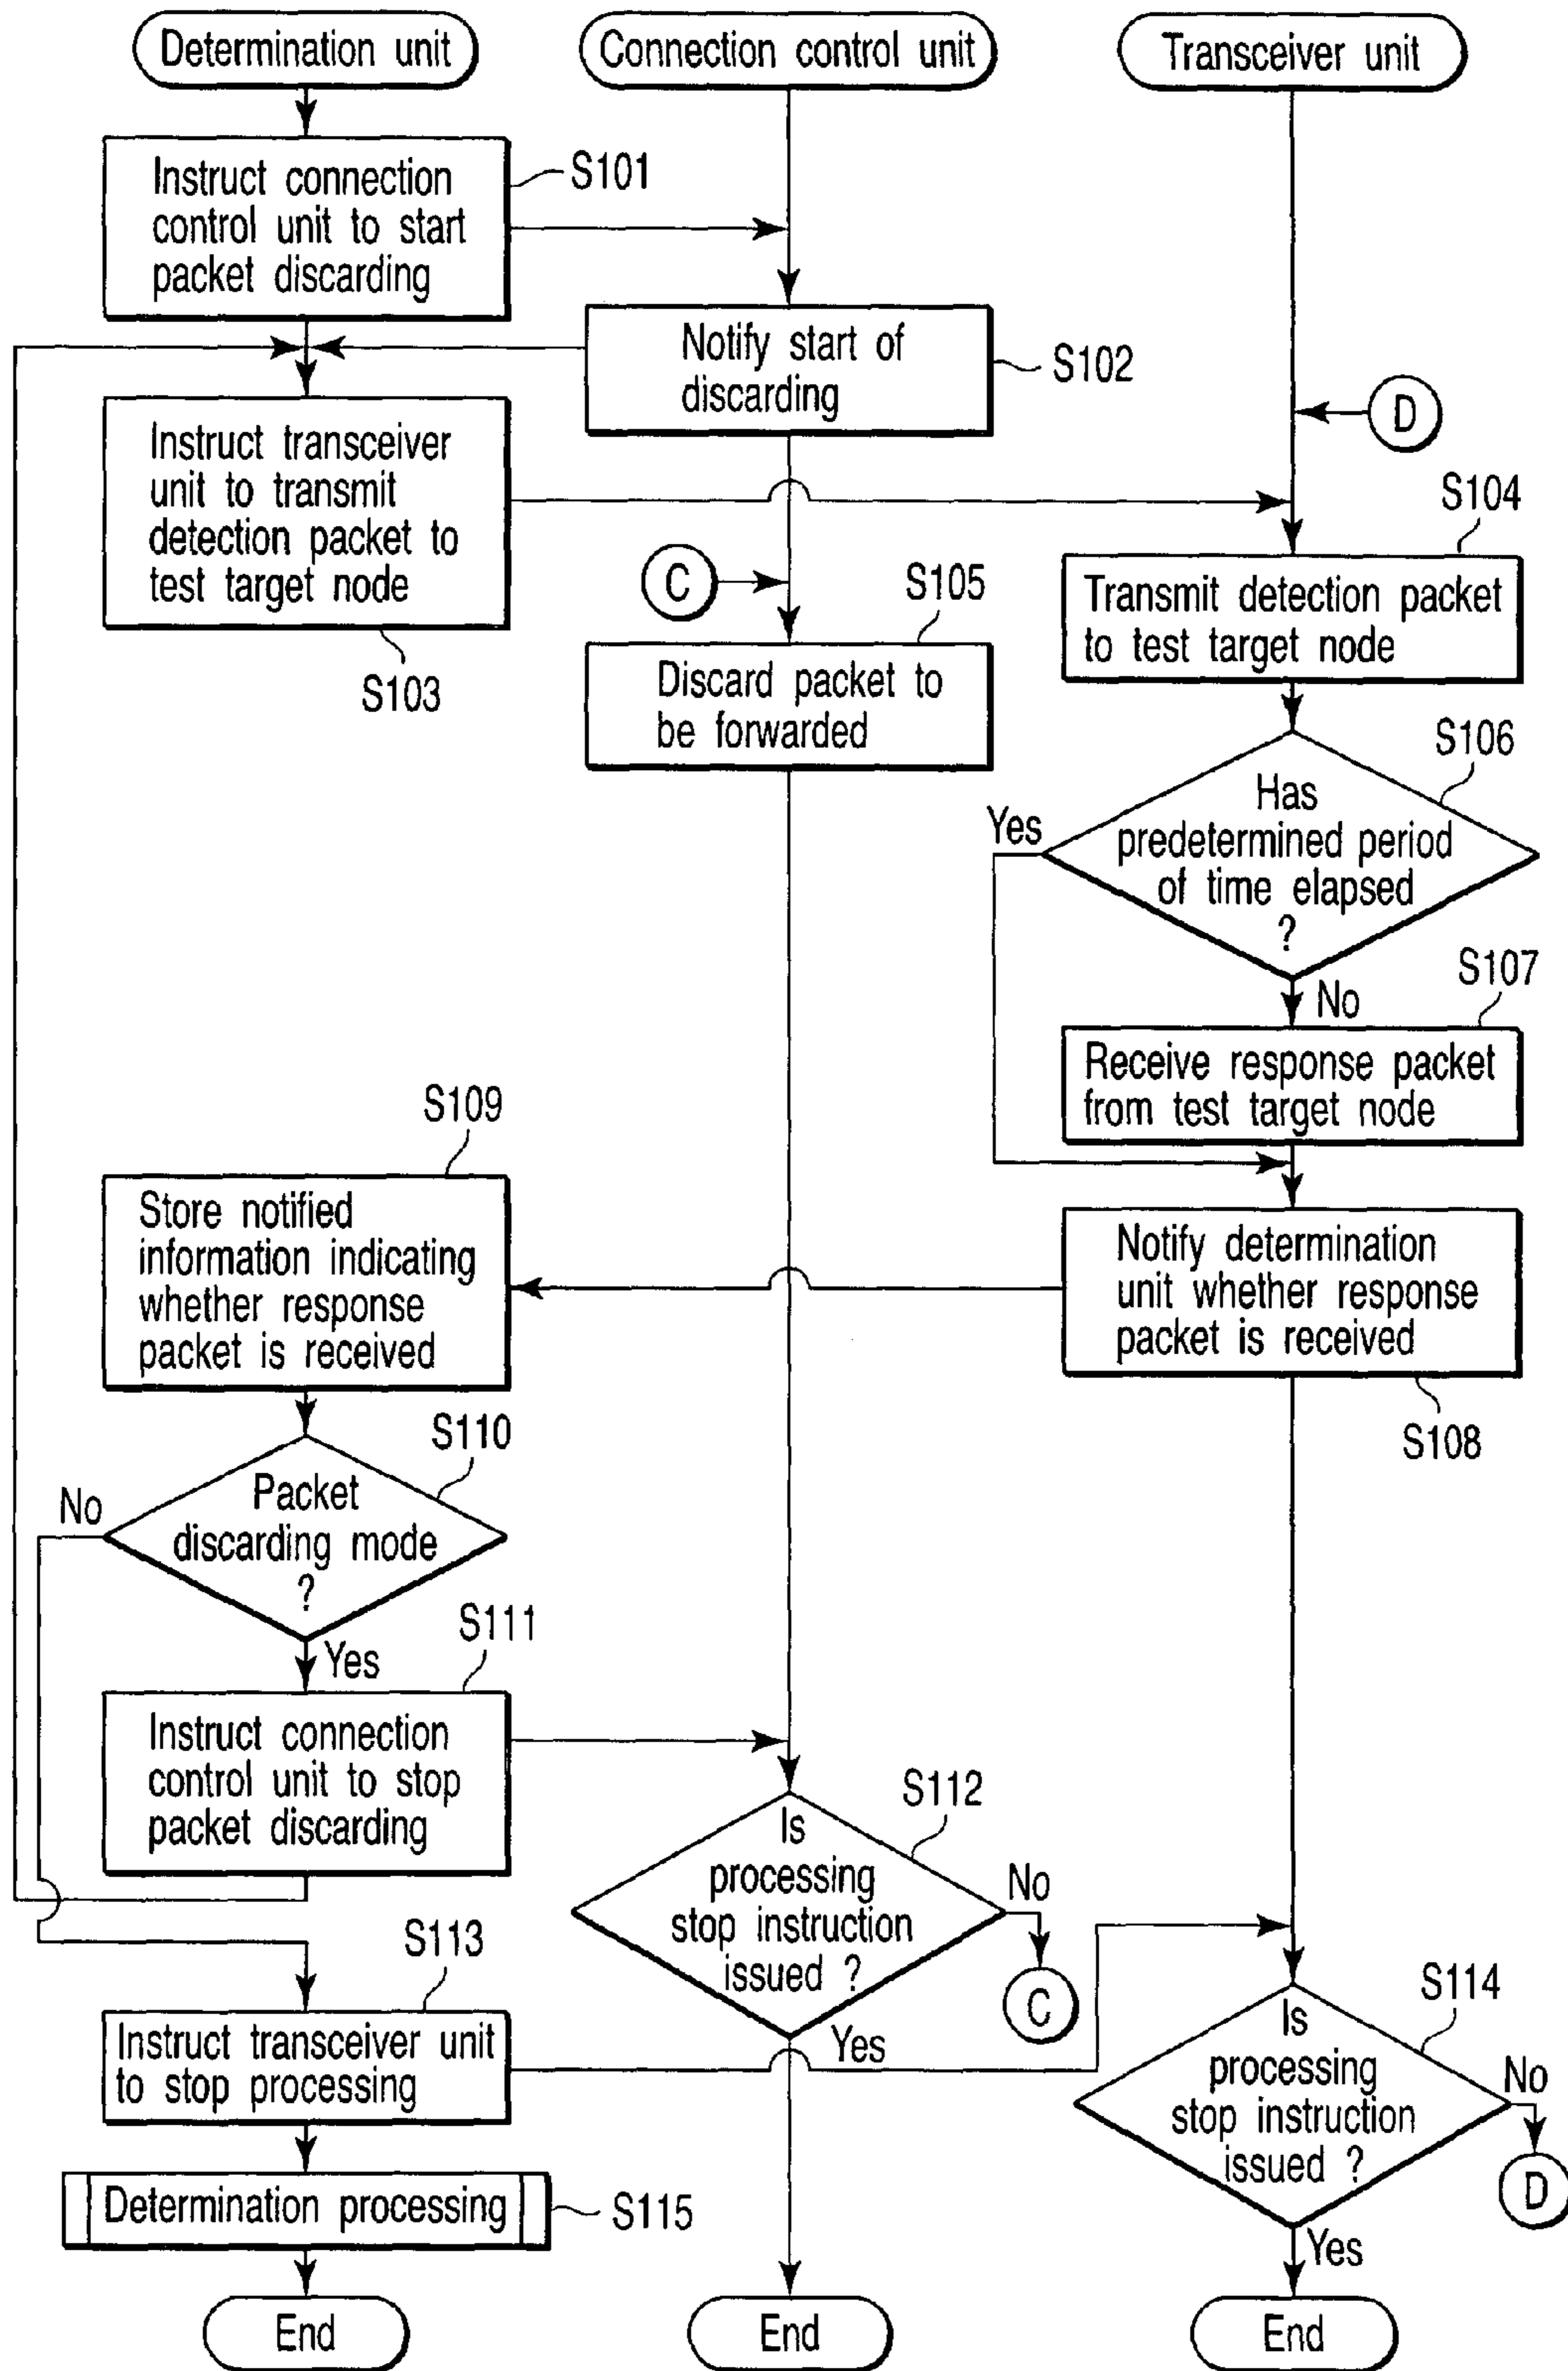 Determination unit
Connection control unit
Transceiver unit
Instruct connection
control unit to start
packet discarding
S101
Notify start of
discarding
S102
D
Instruct transceiver
unit to transmit
detection packet to
test target node
S103
S104
Transmit detection packet
to test target node
C
S105
Discard packet to
be forwarded
S106
Has
predetermined period
of time elapsed
?
Yes
No
S107
Receive response packet
from test target node
S109
Store notified
information indicating
whether response
packet is received
Notify determination
unit whether response
packet is received
S108
S110
Packet
discarding mode
?
No
Yes
S111
Instruct connection
control unit to stop
packet discarding
S112
Is
processing
stop instruction
issued ?
No
C
Yes
S113
Instruct transceiver unit
to stop processing
S114
Is
processing
stop instruction
issued ?
No
D
Yes
Determination processing
S115
End
End
End